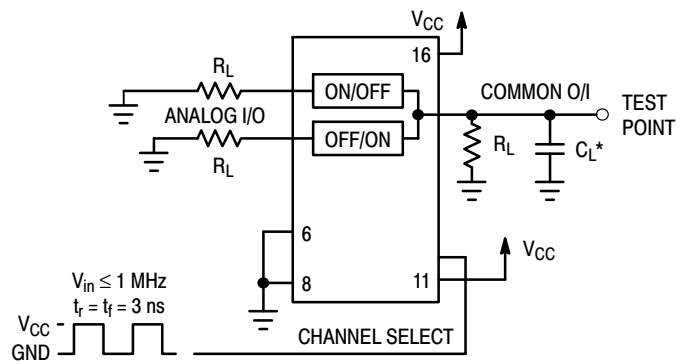 VCC
16
RL
ON/OFF
COMMON O/I
TEST
POINT
ANALOG I/O
OFF/ON
RL
RL
CL*
6
8
11
VCC
Vin ≤ 1 MHz
tr = tf = 3 ns
VCC
GND
CHANNEL SELECT